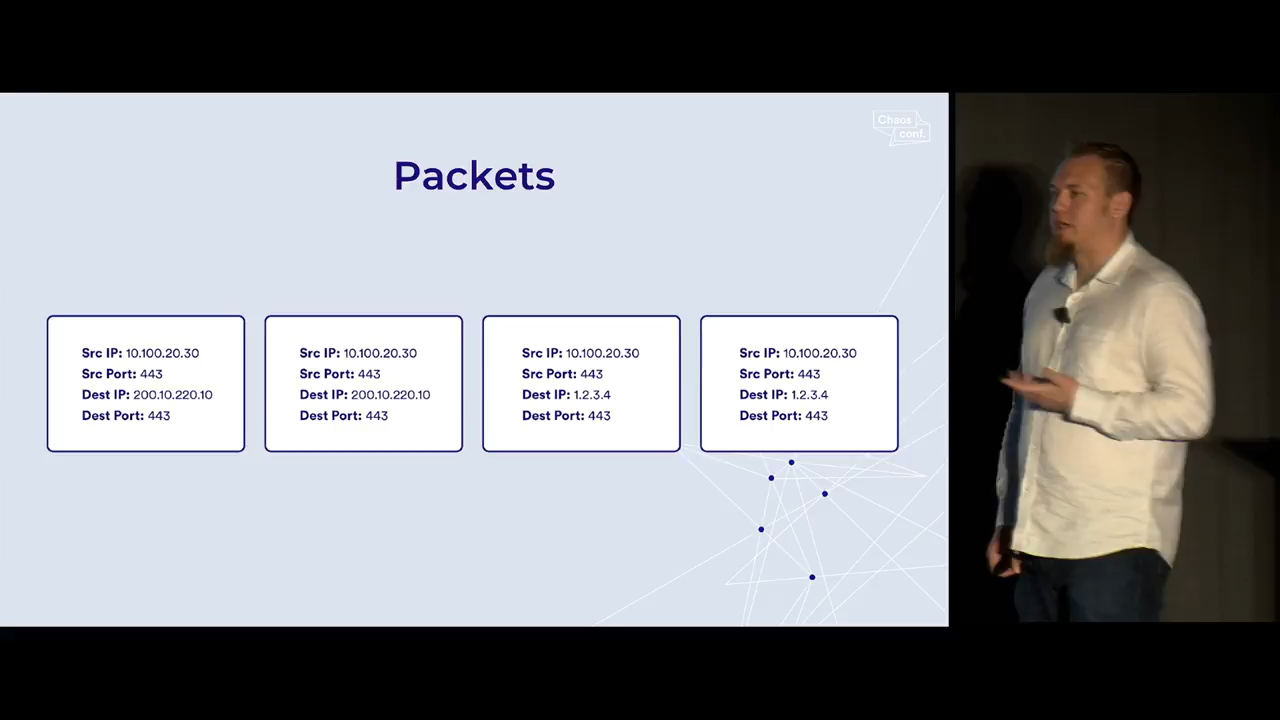 Chaos
conf.
Packets
Src IP: 10.100.20.30
Src Port: 443
Dest IP: 200.10.220.10
Dest Port: 443
Src IP: 10.100.20.30
Src Port: 443
Dest IP: 200.10.220.10
Dest Port: 443
Src IP: 10.100.20.30
Src Port: 443
Dest IP: 1.2.3.4
Dest Port: 443
Src IP: 10.100.20.30
Src Port: 443
Dest IP: 1.2.3.4
Dest Port: 443